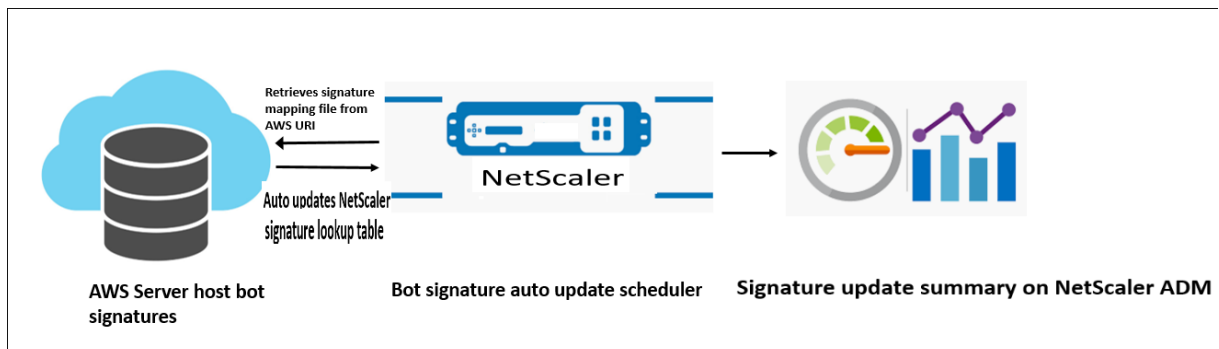 Retrieves signature
mapping file from
AWS URI
NetScaler
Auto updates NetScaler
signature lookup table
AWS Server host bot
signatures
Bot signature auto update scheduler
Signature update summary on NetScaler ADM